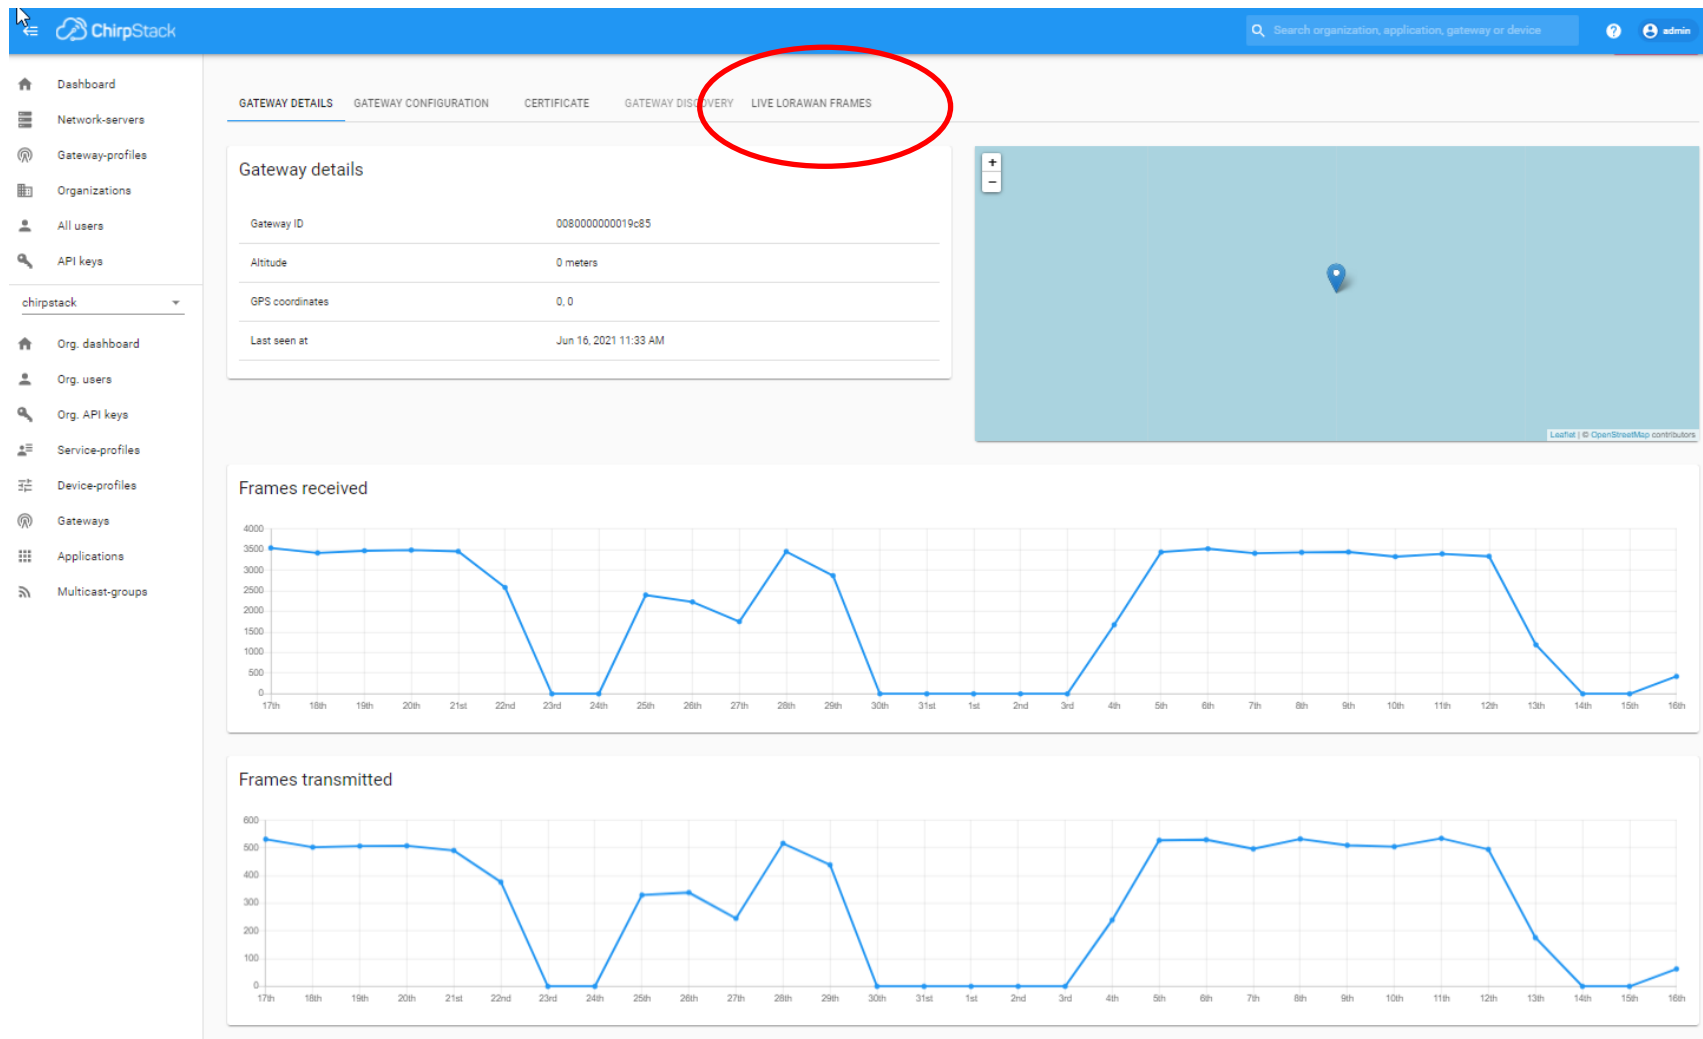 ChirpStack
Search organization, application, gateway or device
?
admin
Dashboard
Network-servers
Gateway-profiles
Organizations
All users
API keys
chirpstack
Org. dashboard
Org. users
Org. API keys
Service-profiles
Device-profiles
Gateways
Applications
Multicast-groups
GATEWAY DETAILS GATEWAY CONFIGURATION CERTIFICATE GATEWAY DISCOVERY LIVE LORAWAN FRAMES
Gateway details
Gateway ID 0080000000019c85
Altitude 0 meters
GPS coordinates 0, 0
Last seen at Jun 16, 2021 11:33 AM
+
−
Leaflet | © OpenStreetMap contributors
Frames received
4000
3500
3000
2500
2000
1500
1000
500
0
17th 18th 19th 20th 21st 22nd 23rd 24th 25th 26th 27th 28th 29th 30th 31st 1st 2nd 3rd 4th 5th 6th 7th 8th 9th 10th 11th 12th 13th 14th 15th 16th
Frames transmitted
600
500
400
300
200
100
0
17th 18th 19th 20th 21st 22nd 23rd 24th 25th 26th 27th 28th 29th 30th 31st 1st 2nd 3rd 4th 5th 6th 7th 8th 9th 10th 11th 12th 13th 14th 15th 16th